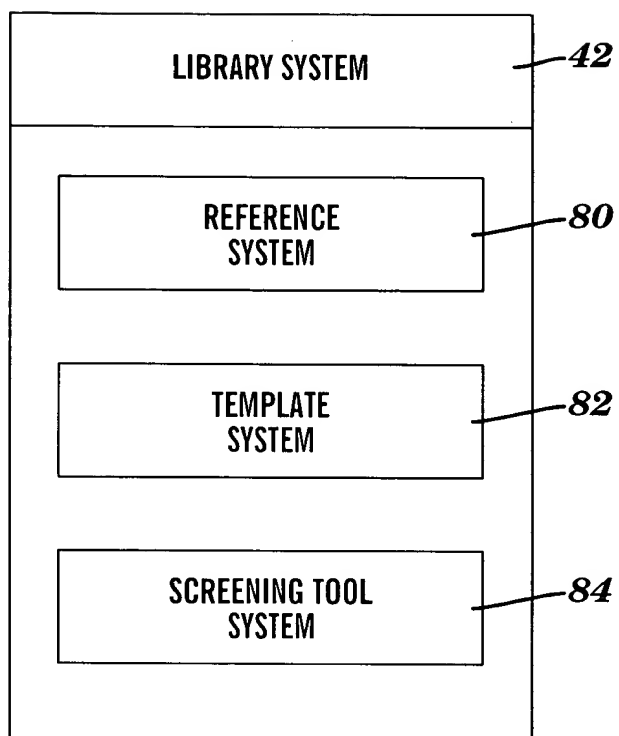 LIBRARY SYSTEM
42
REFERENCE
SYSTEM
80
TEMPLATE
SYSTEM
82
SCREENING TOOL
SYSTEM
84